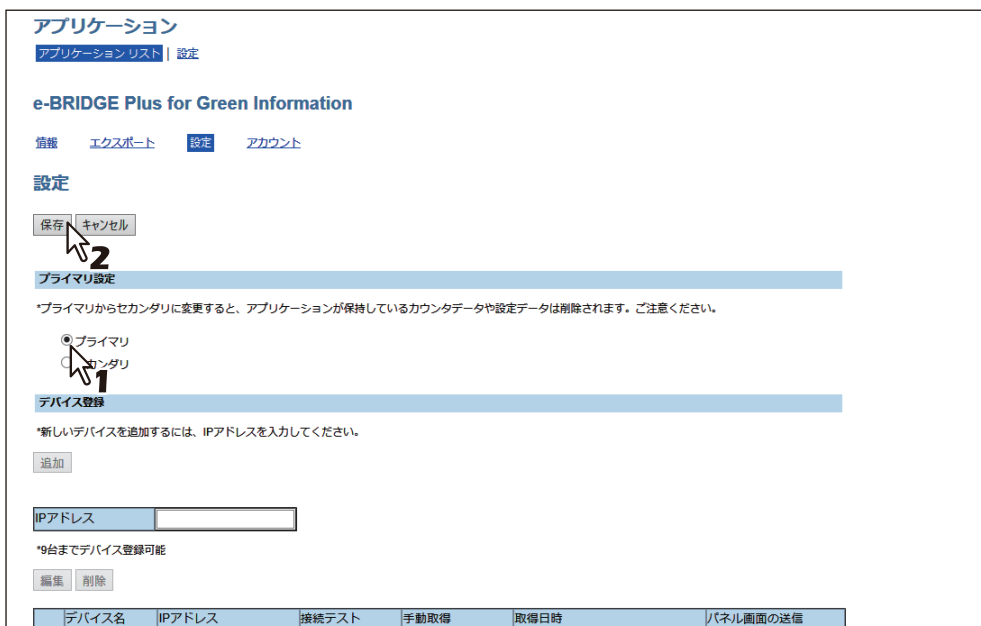 アプリケーション
アプリケーション リスト | 設定
e-BRIDGE Plus for Green Information
情報 エクスポート 設定 アカウント
設定
保存 キャンセル
2
プライマリ設定
*プライマリからセカンダリに変更すると、アプリケーションが保持しているカウンタデータや設定データは削除されます。ご注意ください。
プライマリ
カンダリ
1
デバイス登録
*新しいデバイスを追加するには、IPアドレスを入力してください。
追加
IPアドレス
*9台までデバイス登録可能
編集 削除
デバイス名 IPアドレス 接続テスト 手動取得 取得日時 パネル画面の送信